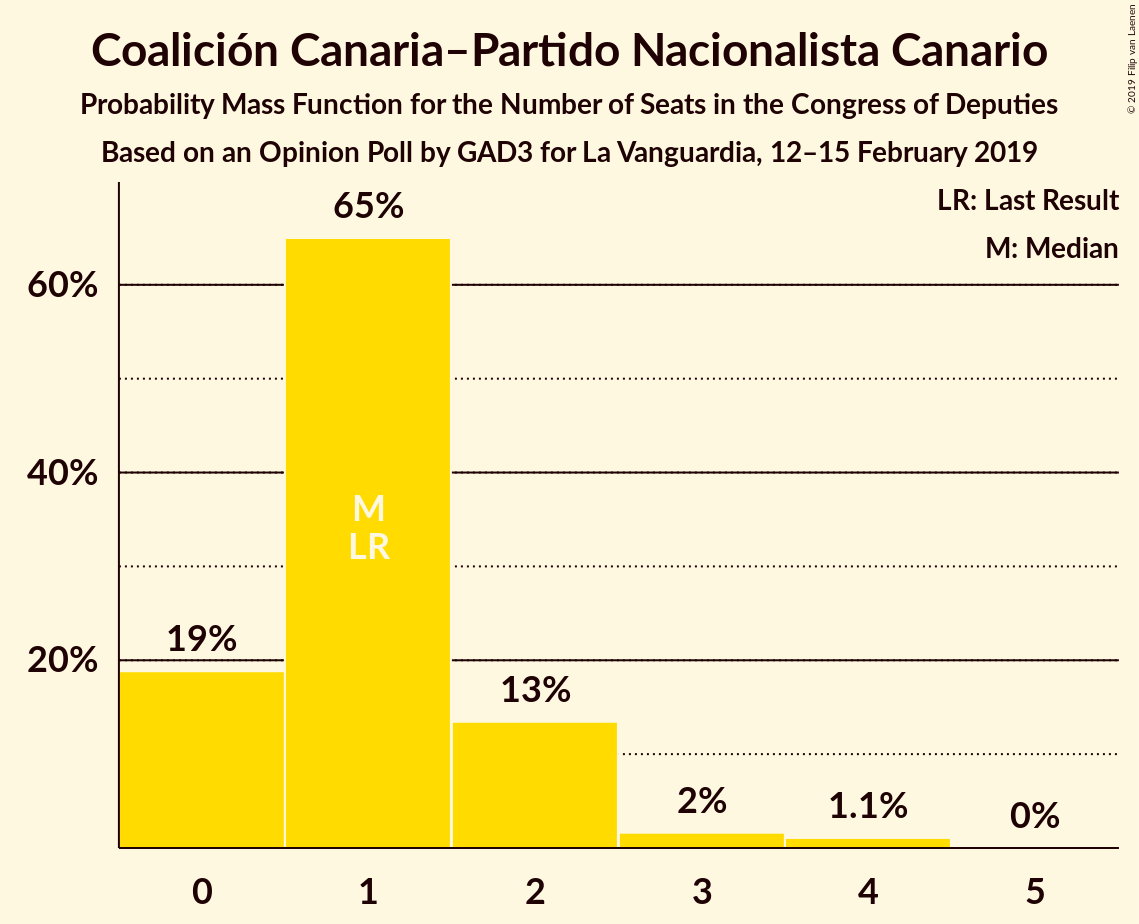 Coalición Canaria–Partido Nacionalista Canario
Probability Mass Function for the Number of Seats in the Congress of Deputies
Based on an Opinion Poll by GAD3 for La Vanguardia, 12–15 February 2019
© 2019 Filip van Laenen
LR: Last Result
M: Median
65%
60%
40%
M
LR
19%
20%
13%
2%
1.1%
0%
0 1 2 3 4 5